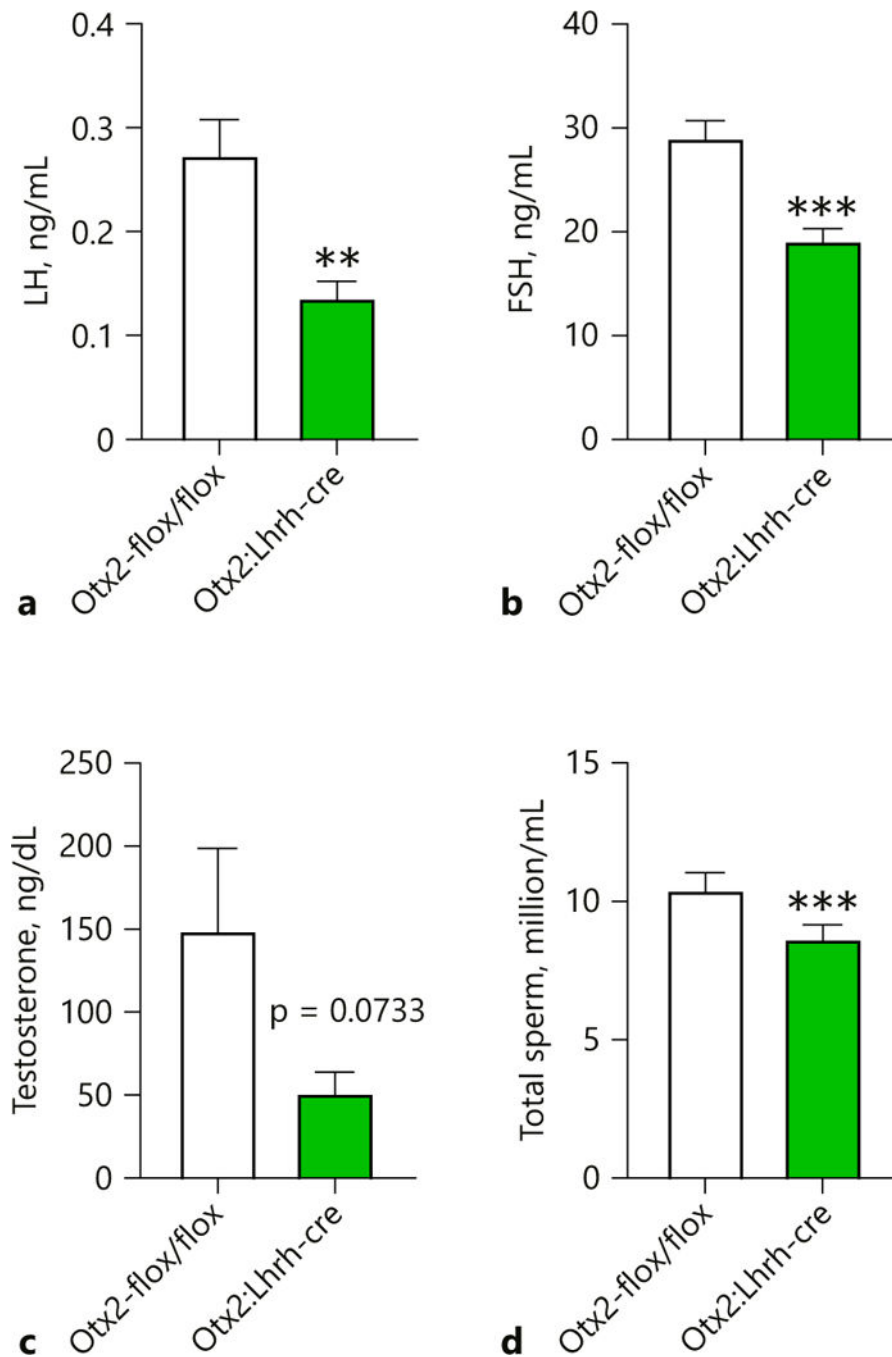 0.4
0.3
0.2
0.1
0
LH, ng/mL
**
Otx2-flox/flox
Otx2:Lhrh-cre
a
40
30
20
10
0
FSH, ng/mL
***
Otx2-flox/flox
Otx2:Lhrh-cre
b
250
200
150
100
50
0
Testosterone, ng/dL
p = 0.0733
Otx2-flox/flox
Otx2:Lhrh-cre
c
15
10
5
0
Total sperm, million/mL
***
Otx2-flox/flox
Otx2:Lhrh-cre
d